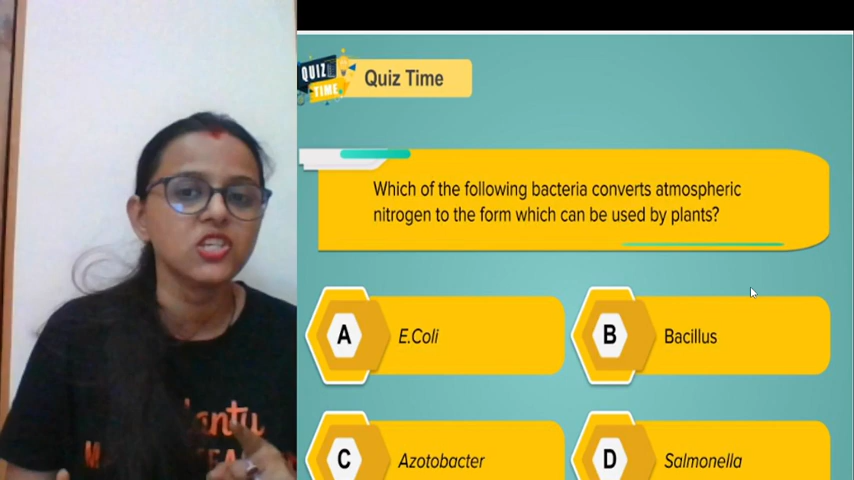 QUIZ
TIME
Quiz Time
Which of the following bacteria converts atmospheric
nitrogen to the form which can be used by plants?
A
E.Coli
B
Bacillus
C
Azotobacter
D
Salmonella